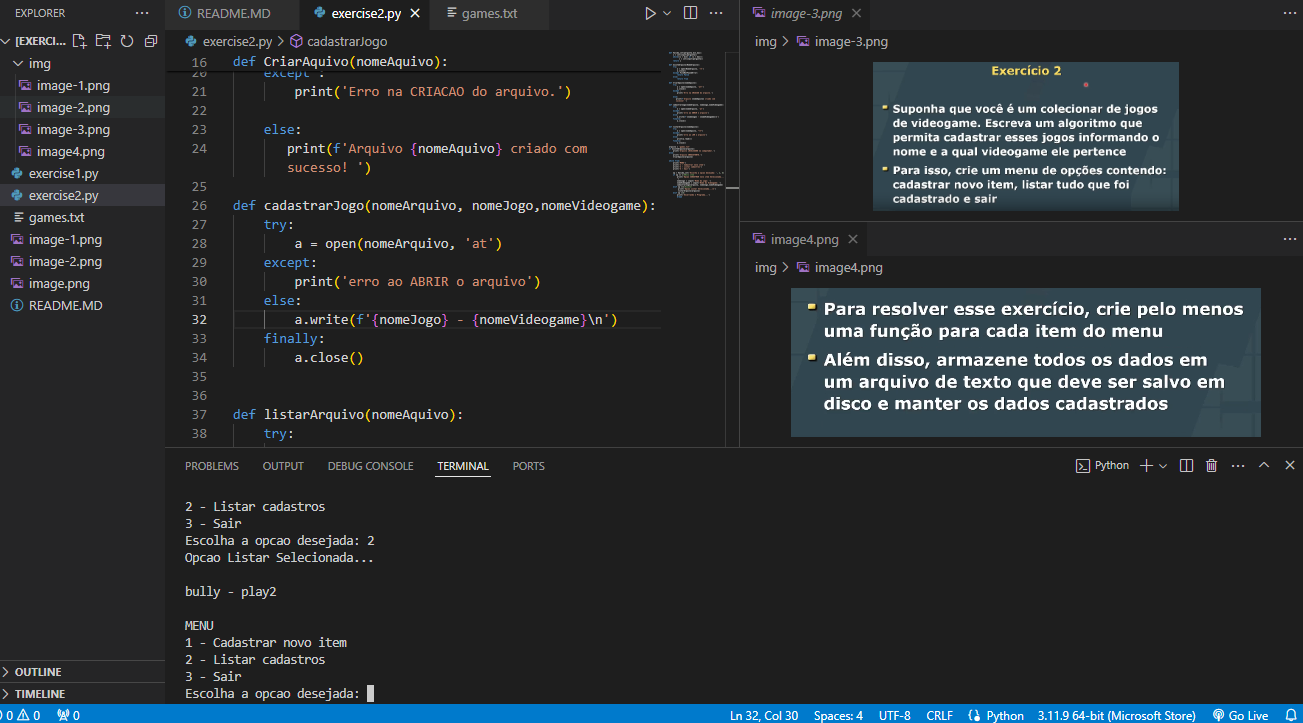 EXPLORER
[EXERCI...
img
image-1.png
image-2.png
image-3.png
image4.png
exercise1.py
exercise2.py
games.txt
image-1.png
image-2.png
image.png
README.MD
OUTLINE
TIMELINE
README.MD
exercise2.py
games.txt
exercise2.py > cadastrarJogo
16 def CriarAquivo(nomeAquivo):
20 except :
21 print('Erro na CRIACAO do arquivo.')
22
23 else:
24 print(f'Arquivo {nomeAquivo} criado com
sucesso! ')
25
26 def cadastrarJogo(nomeArquivo, nomeJogo,nomeVideogame):
27 try:
28 a = open(nomeArquivo, 'at')
29 except:
30 print('erro ao ABRIR o arquivo')
31 else:
32 a.write(f'{nomeJogo} - {nomeVideogame}\n')
33 finally:
34 a.close()
35
36
37 def listarArquivo(nomeAquivo):
38 try:
image-3.png
img > image-3.png
Exercício 2
Suponha que você é um colecionar de jogos
de videogame. Escreva um algoritmo que
permita cadastrar esses jogos informando o
nome e a qual videogame ele pertence
Para isso, crie um menu de opções contendo:
cadastrar novo item, listar tudo que foi
cadastrado e sair
image4.png
img > image4.png
Para resolver esse exercício, crie pelo menos
uma função para cada item do menu
Além disso, armazene todos os dados em
um arquivo de texto que deve ser salvo em
disco e manter os dados cadastrados
PROBLEMS OUTPUT DEBUG CONSOLE TERMINAL PORTS
Python
2 - Listar cadastros
3 - Sair
Escolha a opcao desejada: 2
Opcao Listar Selecionada...
bully - play2
MENU
1 - Cadastrar novo item
2 - Listar cadastros
3 - Sair
Escolha a opcao desejada:
0 0 0 Ln 32, Col 30 Spaces: 4 UTF-8 CRLF Python 3.11.9 64-bit (Microsoft Store) Go Live